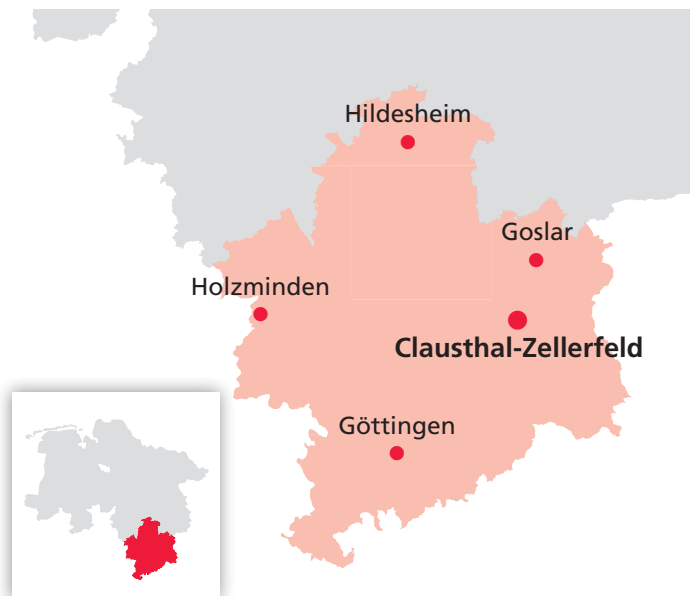 Hildesheim
Goslar
Holzminden
Clausthal-Zellerfeld
Göttingen